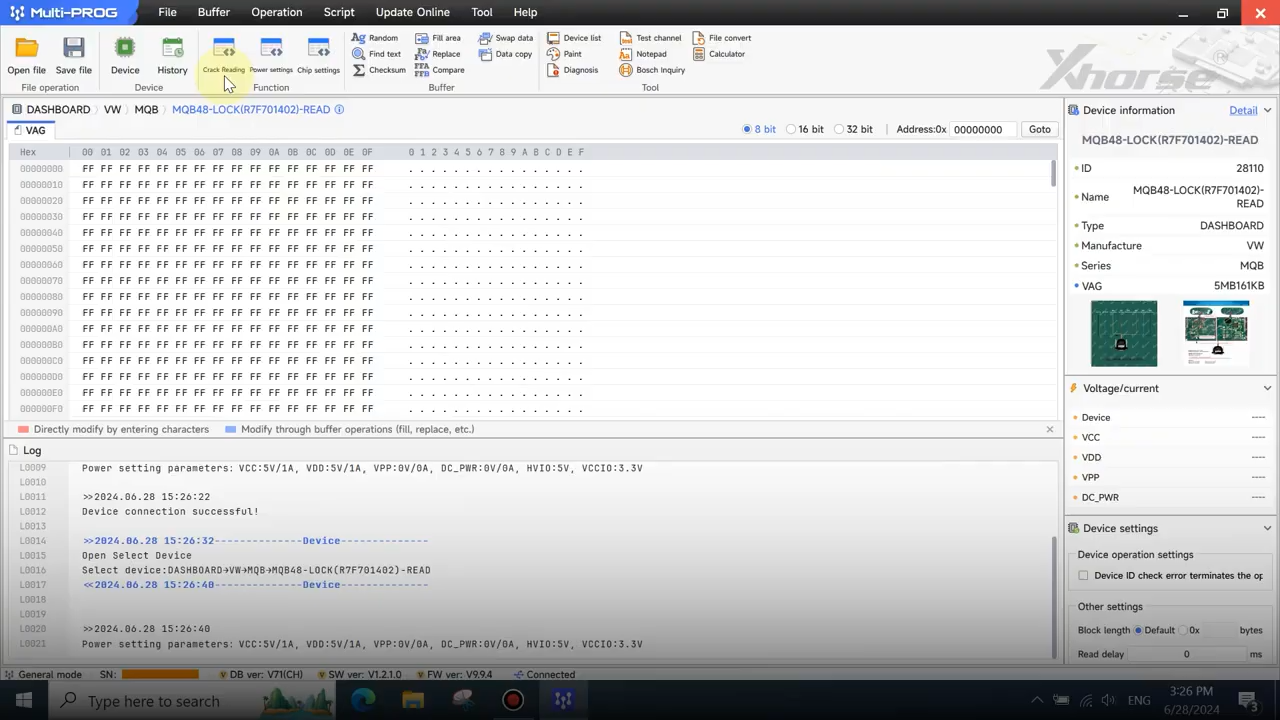 Multi-PROG File Buffer Operation Script Update Online Tool Help
Open file Save file Device History Crack Reading Power settings Chip settings
File operation Device Function
Random Fill area Swap data
Find text Replace Data copy
Checksum Compare
Buffer
Device list Test channel File convert
Paint Notepad Calculator
Diagnosis Bosch Inquiry
Tool
Xhorse
DASHBOARD 〉 VW 〉 MQB 〉 MQB48-LOCK(R7F701402)-READ
VAG
8 bit 16 bit 32 bit | Address:0x 00000000 Goto
Hex 00 01 02 03 04 05 06 07 08 09 0A 0B 0C 0D 0E 0F 0 1 2 3 4 5 6 7 8 9 A B C D E F
00000000 FF FF FF FF FF FF FF FF FF FF FF FF FF FF FF FF . . . . . . . . . . . . . . . .
00000010 FF FF FF FF FF FF FF FF FF FF FF FF FF FF FF FF . . . . . . . . . . . . . . . .
00000020 FF FF FF FF FF FF FF FF FF FF FF FF FF FF FF FF . . . . . . . . . . . . . . . .
00000030 FF FF FF FF FF FF FF FF FF FF FF FF FF FF FF FF . . . . . . . . . . . . . . . .
00000040 FF FF FF FF FF FF FF FF FF FF FF FF FF FF FF FF . . . . . . . . . . . . . . . .
00000050 FF FF FF FF FF FF FF FF FF FF FF FF FF FF FF FF . . . . . . . . . . . . . . . .
00000060 FF FF FF FF FF FF FF FF FF FF FF FF FF FF FF FF . . . . . . . . . . . . . . . .
00000070 FF FF FF FF FF FF FF FF FF FF FF FF FF FF FF FF . . . . . . . . . . . . . . . .
00000080 FF FF FF FF FF FF FF FF FF FF FF FF FF FF FF FF . . . . . . . . . . . . . . . .
00000090 FF FF FF FF FF FF FF FF FF FF FF FF FF FF FF FF . . . . . . . . . . . . . . . .
000000A0 FF FF FF FF FF FF FF FF FF FF FF FF FF FF FF FF . . . . . . . . . . . . . . . .
000000B0 FF FF FF FF FF FF FF FF FF FF FF FF FF FF FF FF . . . . . . . . . . . . . . . .
000000C0 FF FF FF FF FF FF FF FF FF FF FF FF FF FF FF FF . . . . . . . . . . . . . . . .
000000D0 FF FF FF FF FF FF FF FF FF FF FF FF FF FF FF FF . . . . . . . . . . . . . . . .
000000E0 FF FF FF FF FF FF FF FF FF FF FF FF FF FF FF FF . . . . . . . . . . . . . . . .
000000F0 FF FF FF FF FF FF FF FF FF FF FF FF FF FF FF FF . . . . . . . . . . . . . . . .
Directly modify by entering characters Modify through buffer operations (fill, replace, etc.)
Log
L0009 Power setting parameters: VCC:5V/1A, VDD:5V/1A, VPP:0V/0A, DC_PWR:0V/0A, HVIO:5V, VCCIO:3.3V
L0010
L0011 >>2024.06.28 15:26:22
L0012 Device connection successful!
L0013
L0014 >>2024.06.28 15:26:32--------------Device--------------
L0015 Open Select Device
L0016 Select device:DASHBOARD→VW→MQB→MQB48-LOCK(R7F701402)-READ
L0017 <<2024.06.28 15:26:40--------------Device--------------
L0018
L0019
L0020 >>2024.06.28 15:26:40
L0021 Power setting parameters: VCC:5V/1A, VDD:5V/1A, VPP:0V/0A, DC_PWR:0V/0A, HVIO:5V, VCCIO:3.3V
Device information Detail
MQB48-LOCK(R7F701402)-READ
ID 28110
Name MQB48-LOCK(R7F701402)-
READ
Type DASHBOARD
Manufacture VW
Series MQB
VAG 5MB161KB
Voltage/current
Device ----
VCC ----
VDD ----
VPP ----
DC_PWR ----
Device settings
Device operation settings
Device ID check error terminates the op
Other settings
Block length Default 0x bytes
Read delay 0 ms
General mode SN: DB ver: V71(CH) SW ver: V1.2.1.0 FW ver: V9.9.4 Connected
Type here to search ENG 3:26 PM
6/28/2024
3